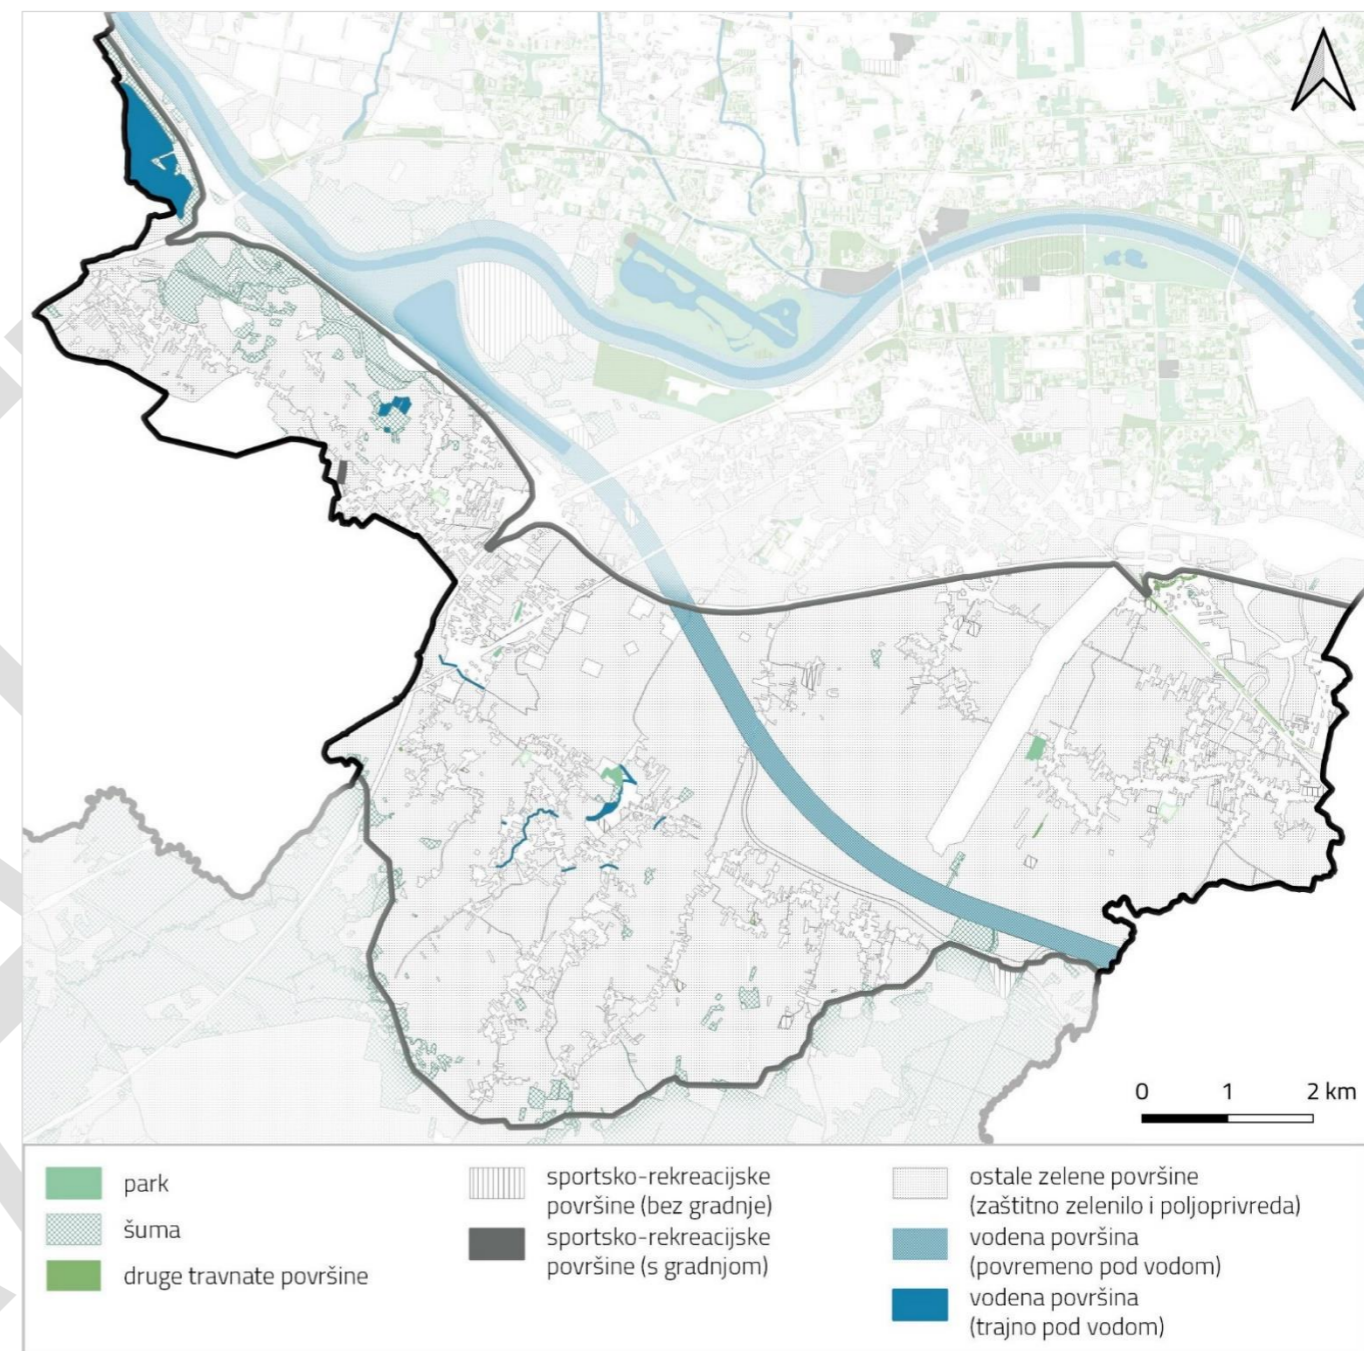 0 1 2 km
park
šuma
druge travnate površine
sportsko-rekreacijske
površine (bez gradnje)
sportsko-rekreacijske
površine (s gradnjom)
ostale zelene površine
(zaštitno zelenilo i poljoprivreda)
vodena površina
(povremeno pod vodom)
vodena površina
(trajno pod vodom)